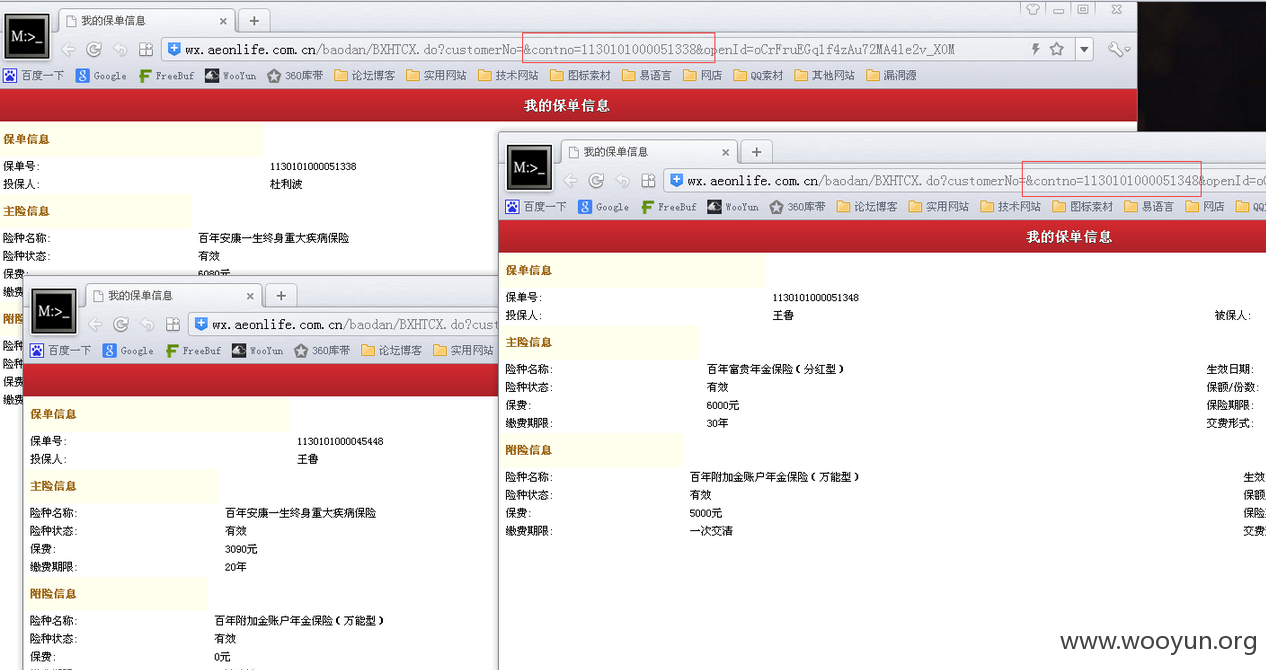 我的保单信息
M:>_
wx.aeonlife.com.cn/baodan/BXHTCX.do?customerNo=&contno=1130101000051338&openId=oCrFruEGqlf4zAu72MA4le2v_X0M
百度一下 Google FreeBuf WooYun 360库带 论坛博客 实用网站 技术网站 图标素材 易语言 网店 QQ素材 其他网站 漏洞源
我的保单信息
保单信息
保单号: 1130101000051338
投保人: 杜利波
主险信息
险种名称: 百年安康一生终身重大疾病保险
险种状态: 有效
保费: 6080元
缴费
附险
险种
险种
保费
缴费
我的保单信息
M:>_
wx.aeonlife.com.cn/baodan/BXHTCX.do?customerNo=&contno=1130101000051348&openId=oC
百度一下 Google FreeBuf WooYun 360库带 论坛博客 实用网站 技术网站 图标素材 易语言 网店 QQ
我的保单信息
保单信息
保单号: 1130101000051348
投保人: 王鲁 被保人:
主险信息
险种名称: 百年富贵年金保险（分红型） 生效日期:
险种状态: 有效 保额/份数:
保费: 6000元 保险期限:
缴费期限: 30年 交费形式:
附险信息
险种名称: 百年附加金账户年金保险（万能型） 生效
险种状态: 有效 保额
保费: 5000元 保险
缴费期限: 一次交清 交费
我的保单信息
M:>_
wx.aeonlife.com.cn/baodan/BXHTCX.do?cust
百度一下 Google FreeBuf WooYun 360库带 论坛博客 实用网站
保单信息
保单号: 1130101000045448
投保人: 王鲁
主险信息
险种名称: 百年安康一生终身重大疾病保险
险种状态: 有效
保费: 3090元
缴费期限: 20年
附险信息
险种名称: 百年附加金账户年金保险（万能型）
险种状态: 有效
保费: 0元
www.wooyun.org